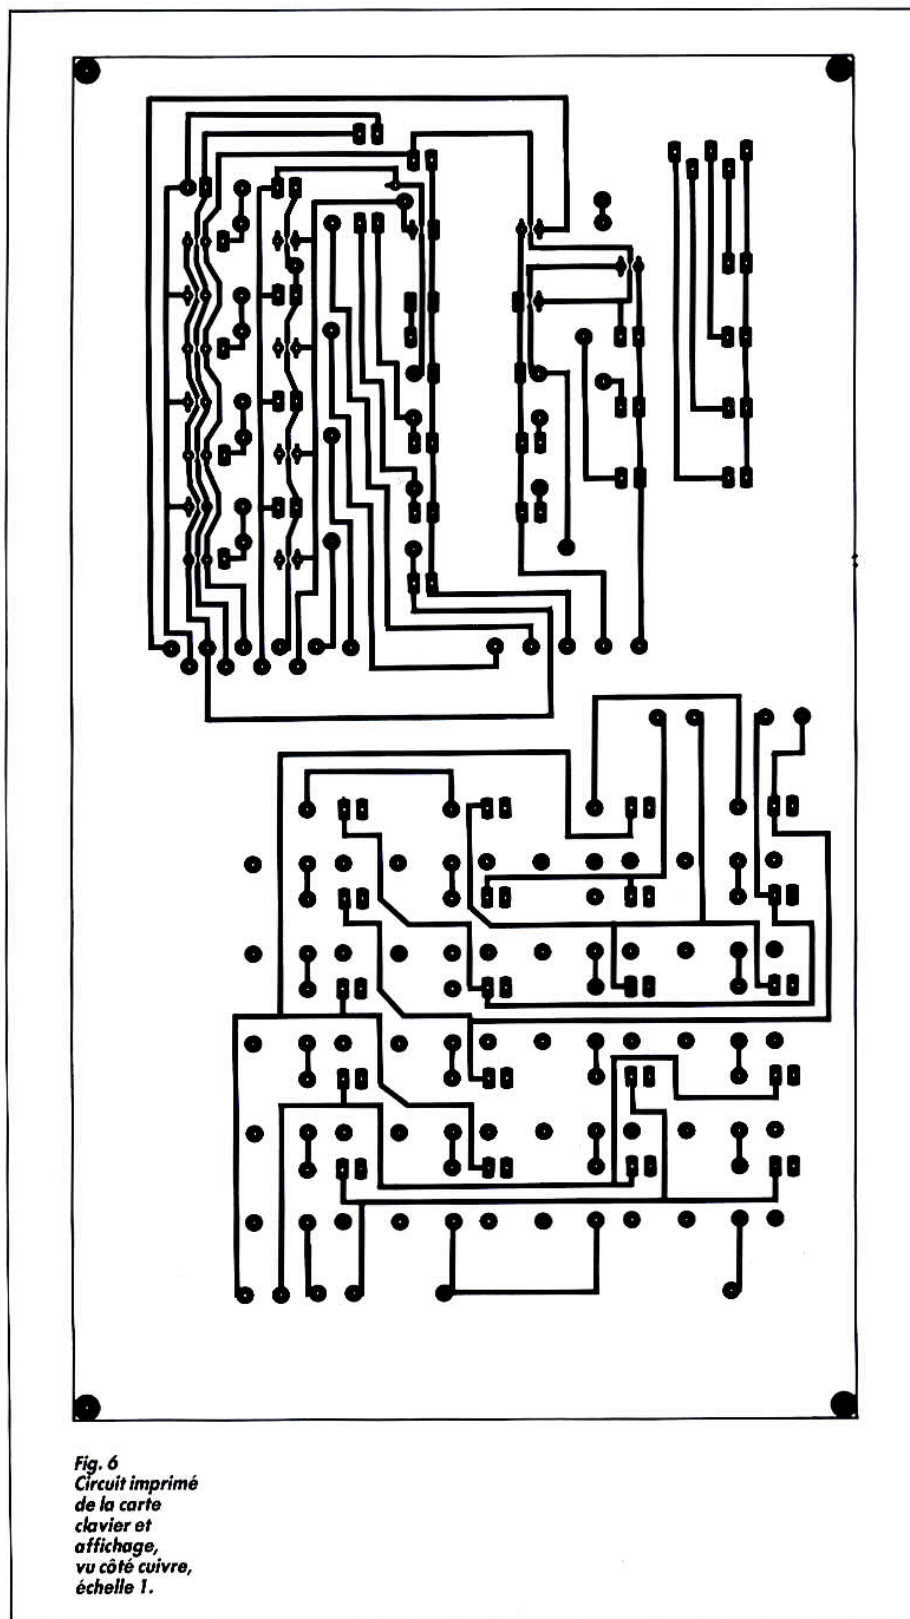 Fig. 6
Circuit imprimé
de la carte
clavier et
affichage,
vu côté cuivre,
échelle 1.